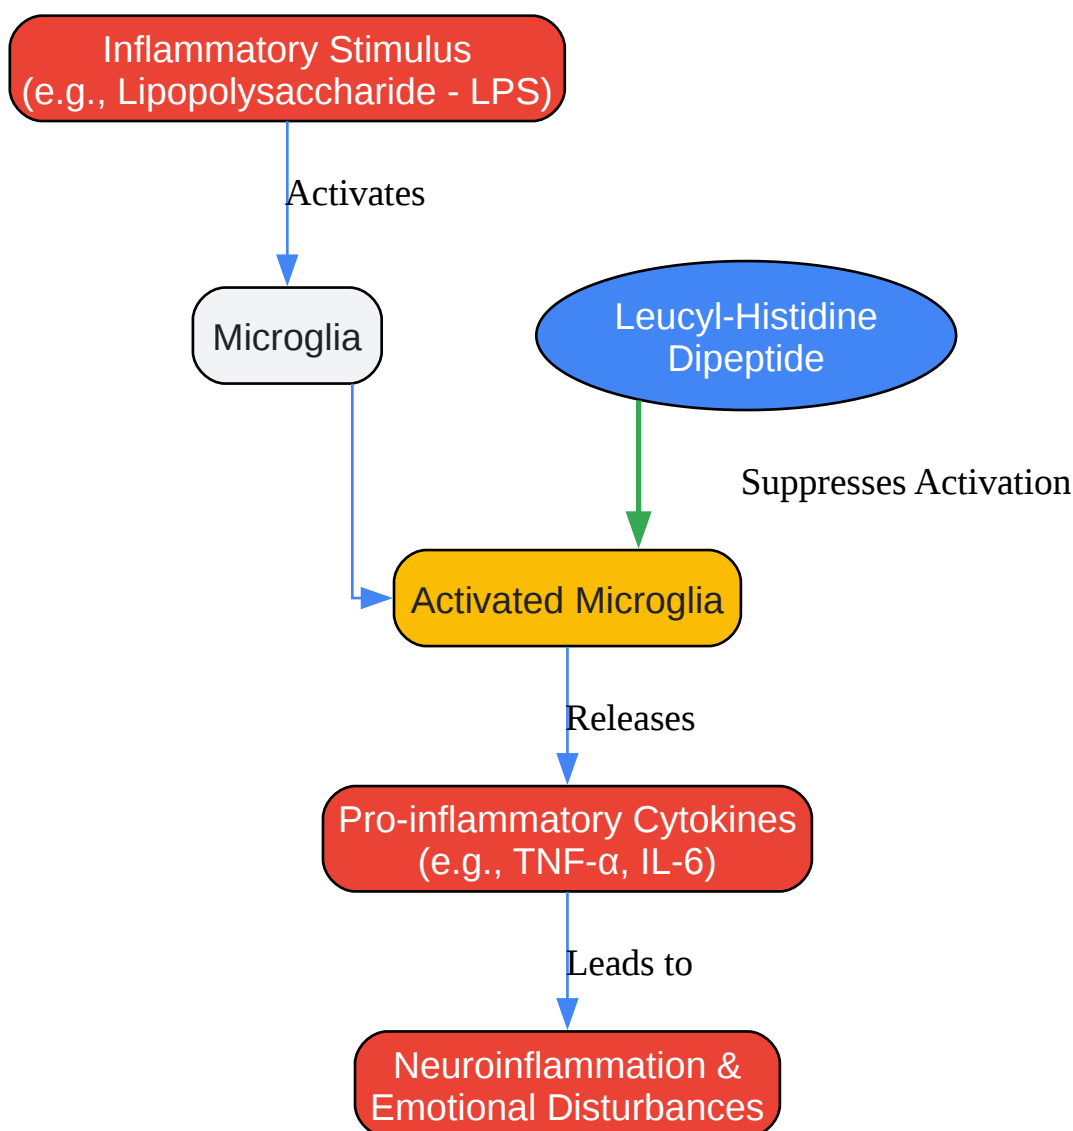 Inflammatory Stimulus
(e.g., Lipopolysaccharide - LPS)
Activates
Microglia
Leucyl-Histidine
Dipeptide
Suppresses Activation
Activated Microglia
Releases
Pro-inflammatory Cytokines
(e.g., TNF-α, IL-6)
Leads to
Neuroinflammation &
Emotional Disturbances